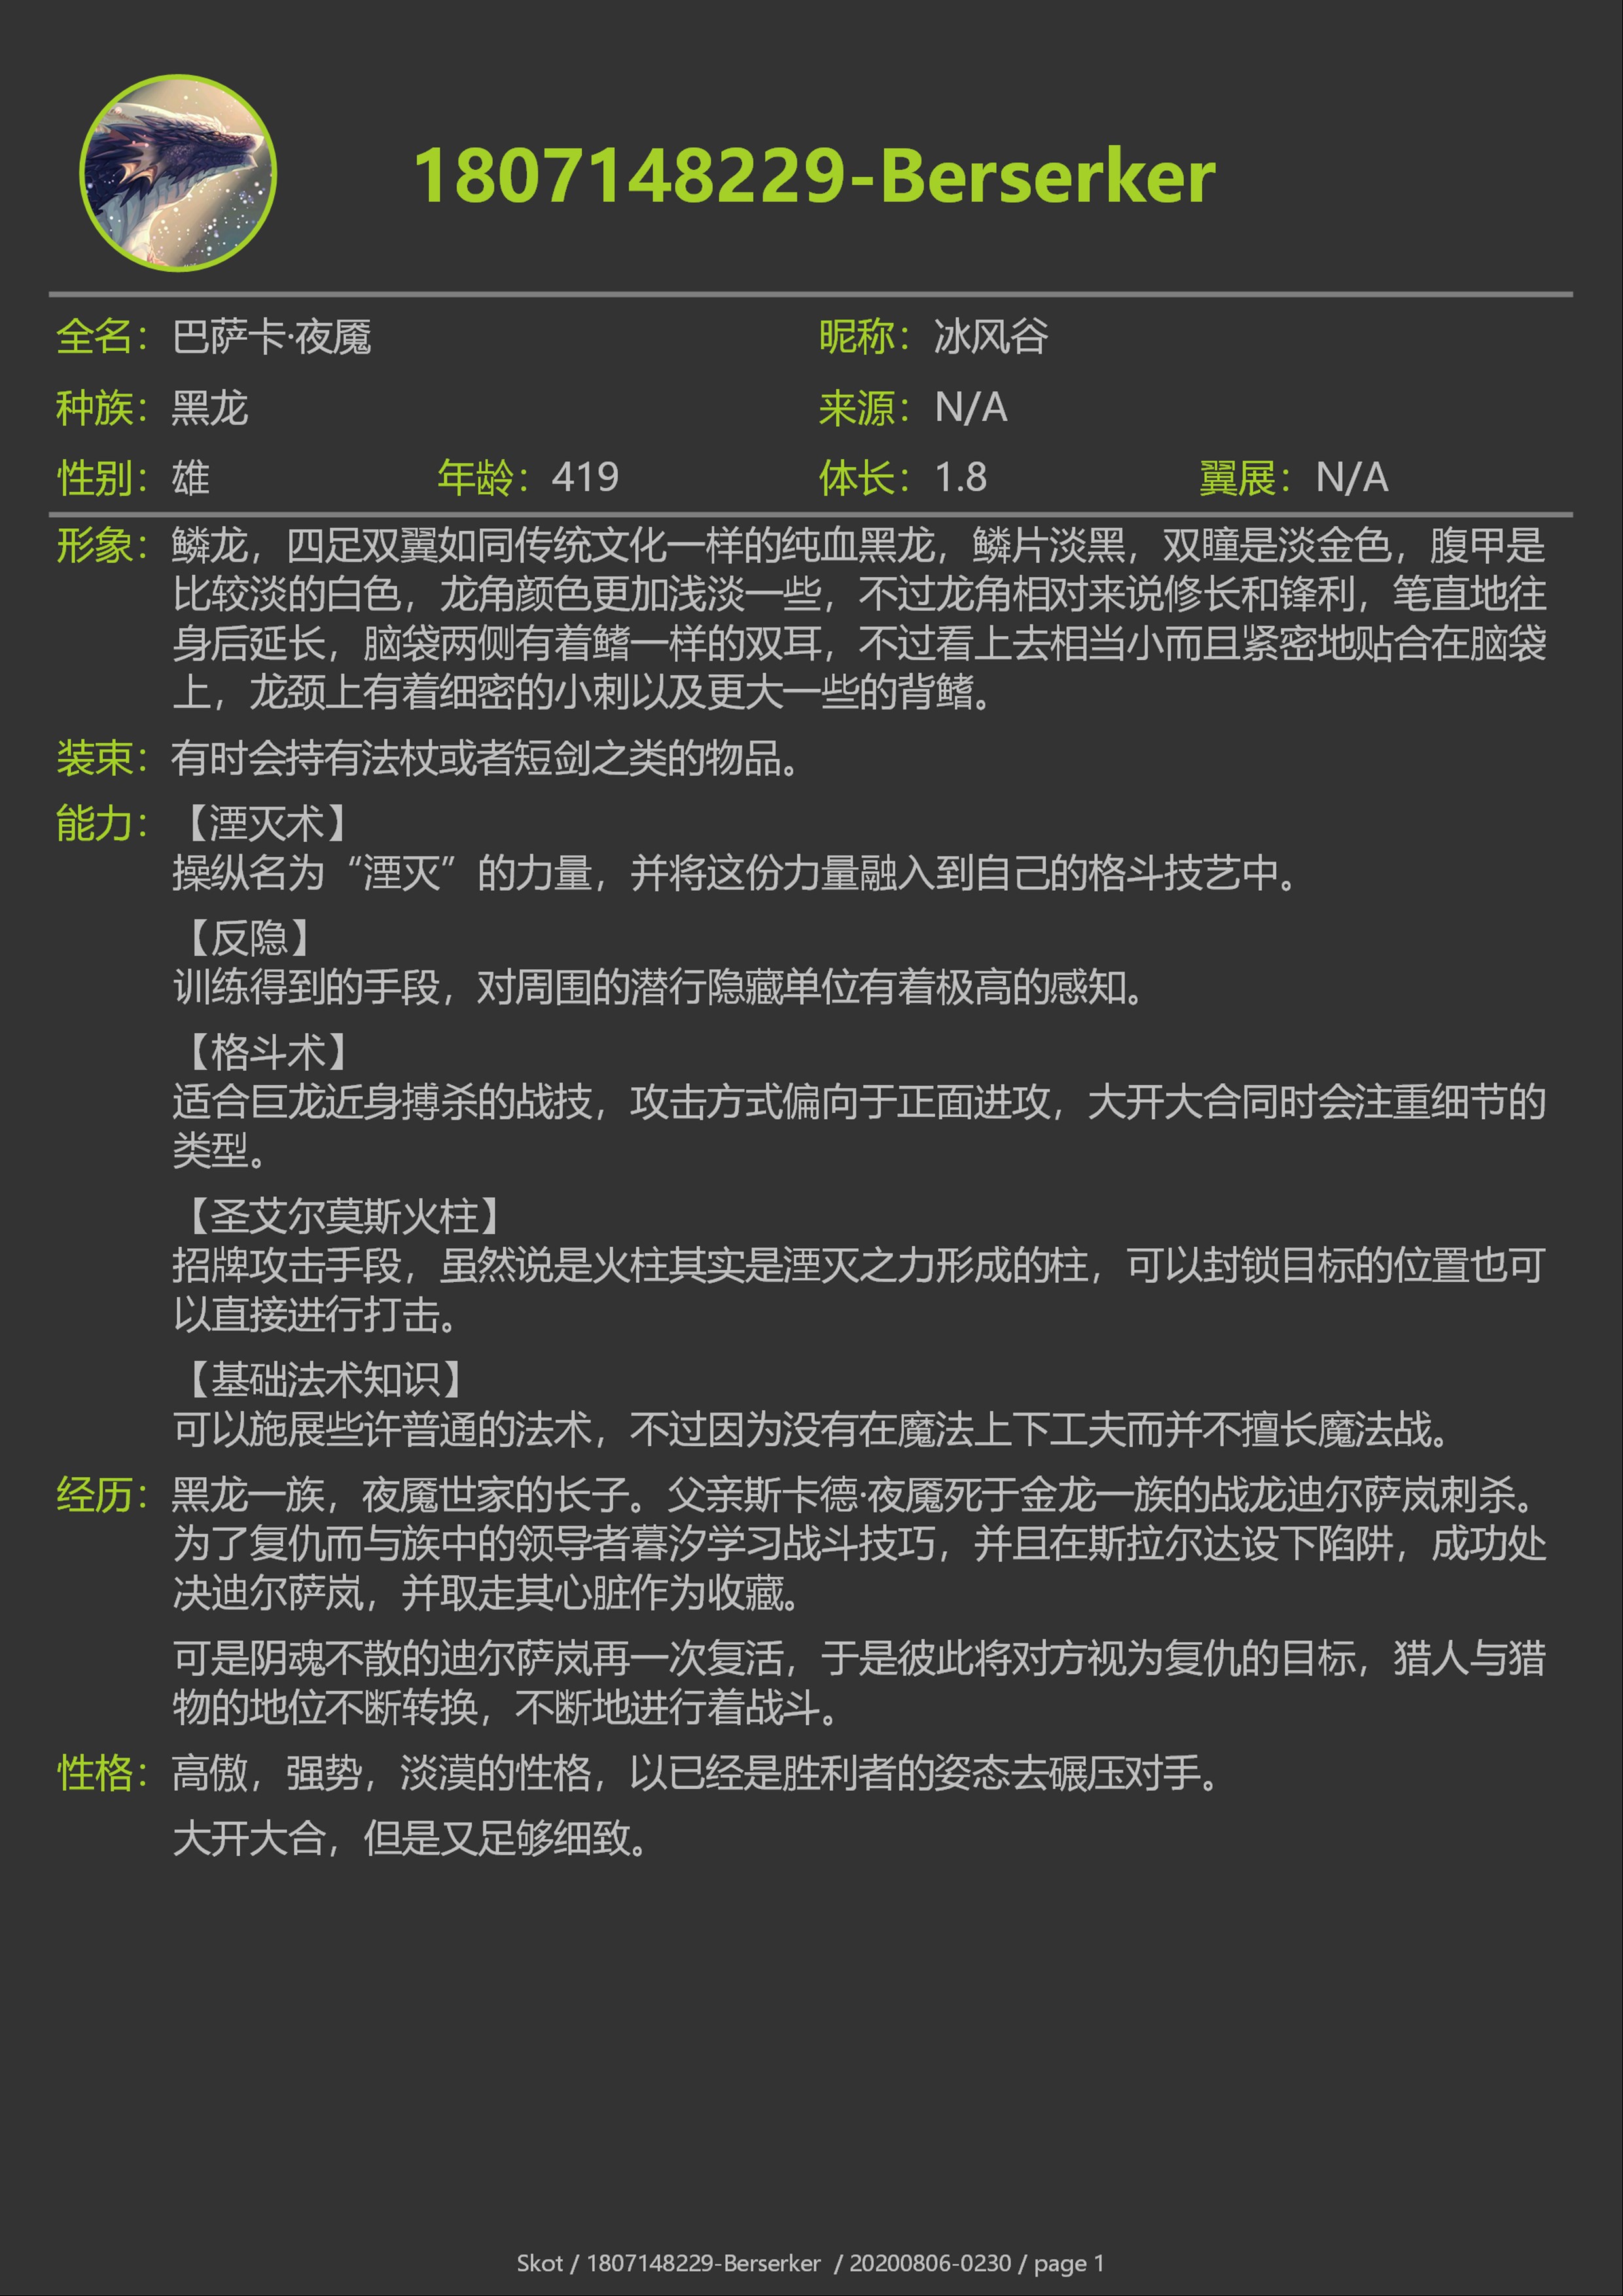 1807148229-Berserker
全名：巴萨卡·夜魇
昵称：冰风谷
种族：黑龙
来源：N/A
性别：雄
年龄：419
体长：1.8
翼展：N/A
形象：鳞龙，四足双翼如同传统文化一样的纯血黑龙，鳞片淡黑，双瞳是淡金色，腹甲是
比较淡的白色，龙角颜色更加浅淡一些，不过龙角相对来说修长和锋利，笔直地往
身后延长，脑袋两侧有着鳍一样的双耳，不过看上去相当小而且紧密地贴合在脑袋
上，龙颈上有着细密的小刺以及更大一些的背鳍。
装束：有时会持有法杖或者短剑之类的物品。
能力：【湮灭术】
操纵名为“湮灭”的力量，并将这份力量融入到自己的格斗技艺中。
【反隐】
训练得到的手段，对周围的潜行隐藏单位有着极高的感知。
【格斗术】
适合巨龙近身搏杀的战技，攻击方式偏向于正面进攻，大开大合同时会注重细节的
类型。
【圣艾尔莫斯火柱】
招牌攻击手段，虽然说是火柱其实是湮灭之力形成的柱，可以封锁目标的位置也可
以直接进行打击。
【基础法术知识】
可以施展些许普通的法术，不过因为没有在魔法上下工夫而并不擅长魔法战。
经历：黑龙一族，夜魇世家的长子。父亲斯卡德·夜魇死于金龙一族的战龙迪尔萨岚刺杀。
为了复仇而与族中的领导者暮汐学习战斗技巧，并且在斯拉尔达设下陷阱，成功处
决迪尔萨岚，并取走其心脏作为收藏。
可是阴魂不散的迪尔萨岚再一次复活，于是彼此将对方视为复仇的目标，猎人与猎
物的地位不断转换，不断地进行着战斗。
性格：高傲，强势，淡漠的性格，以已经是胜利者的姿态去碾压对手。
大开大合，但是又足够细致。
Skot / 1807148229-Berserker / 20200806-0230 / page 1